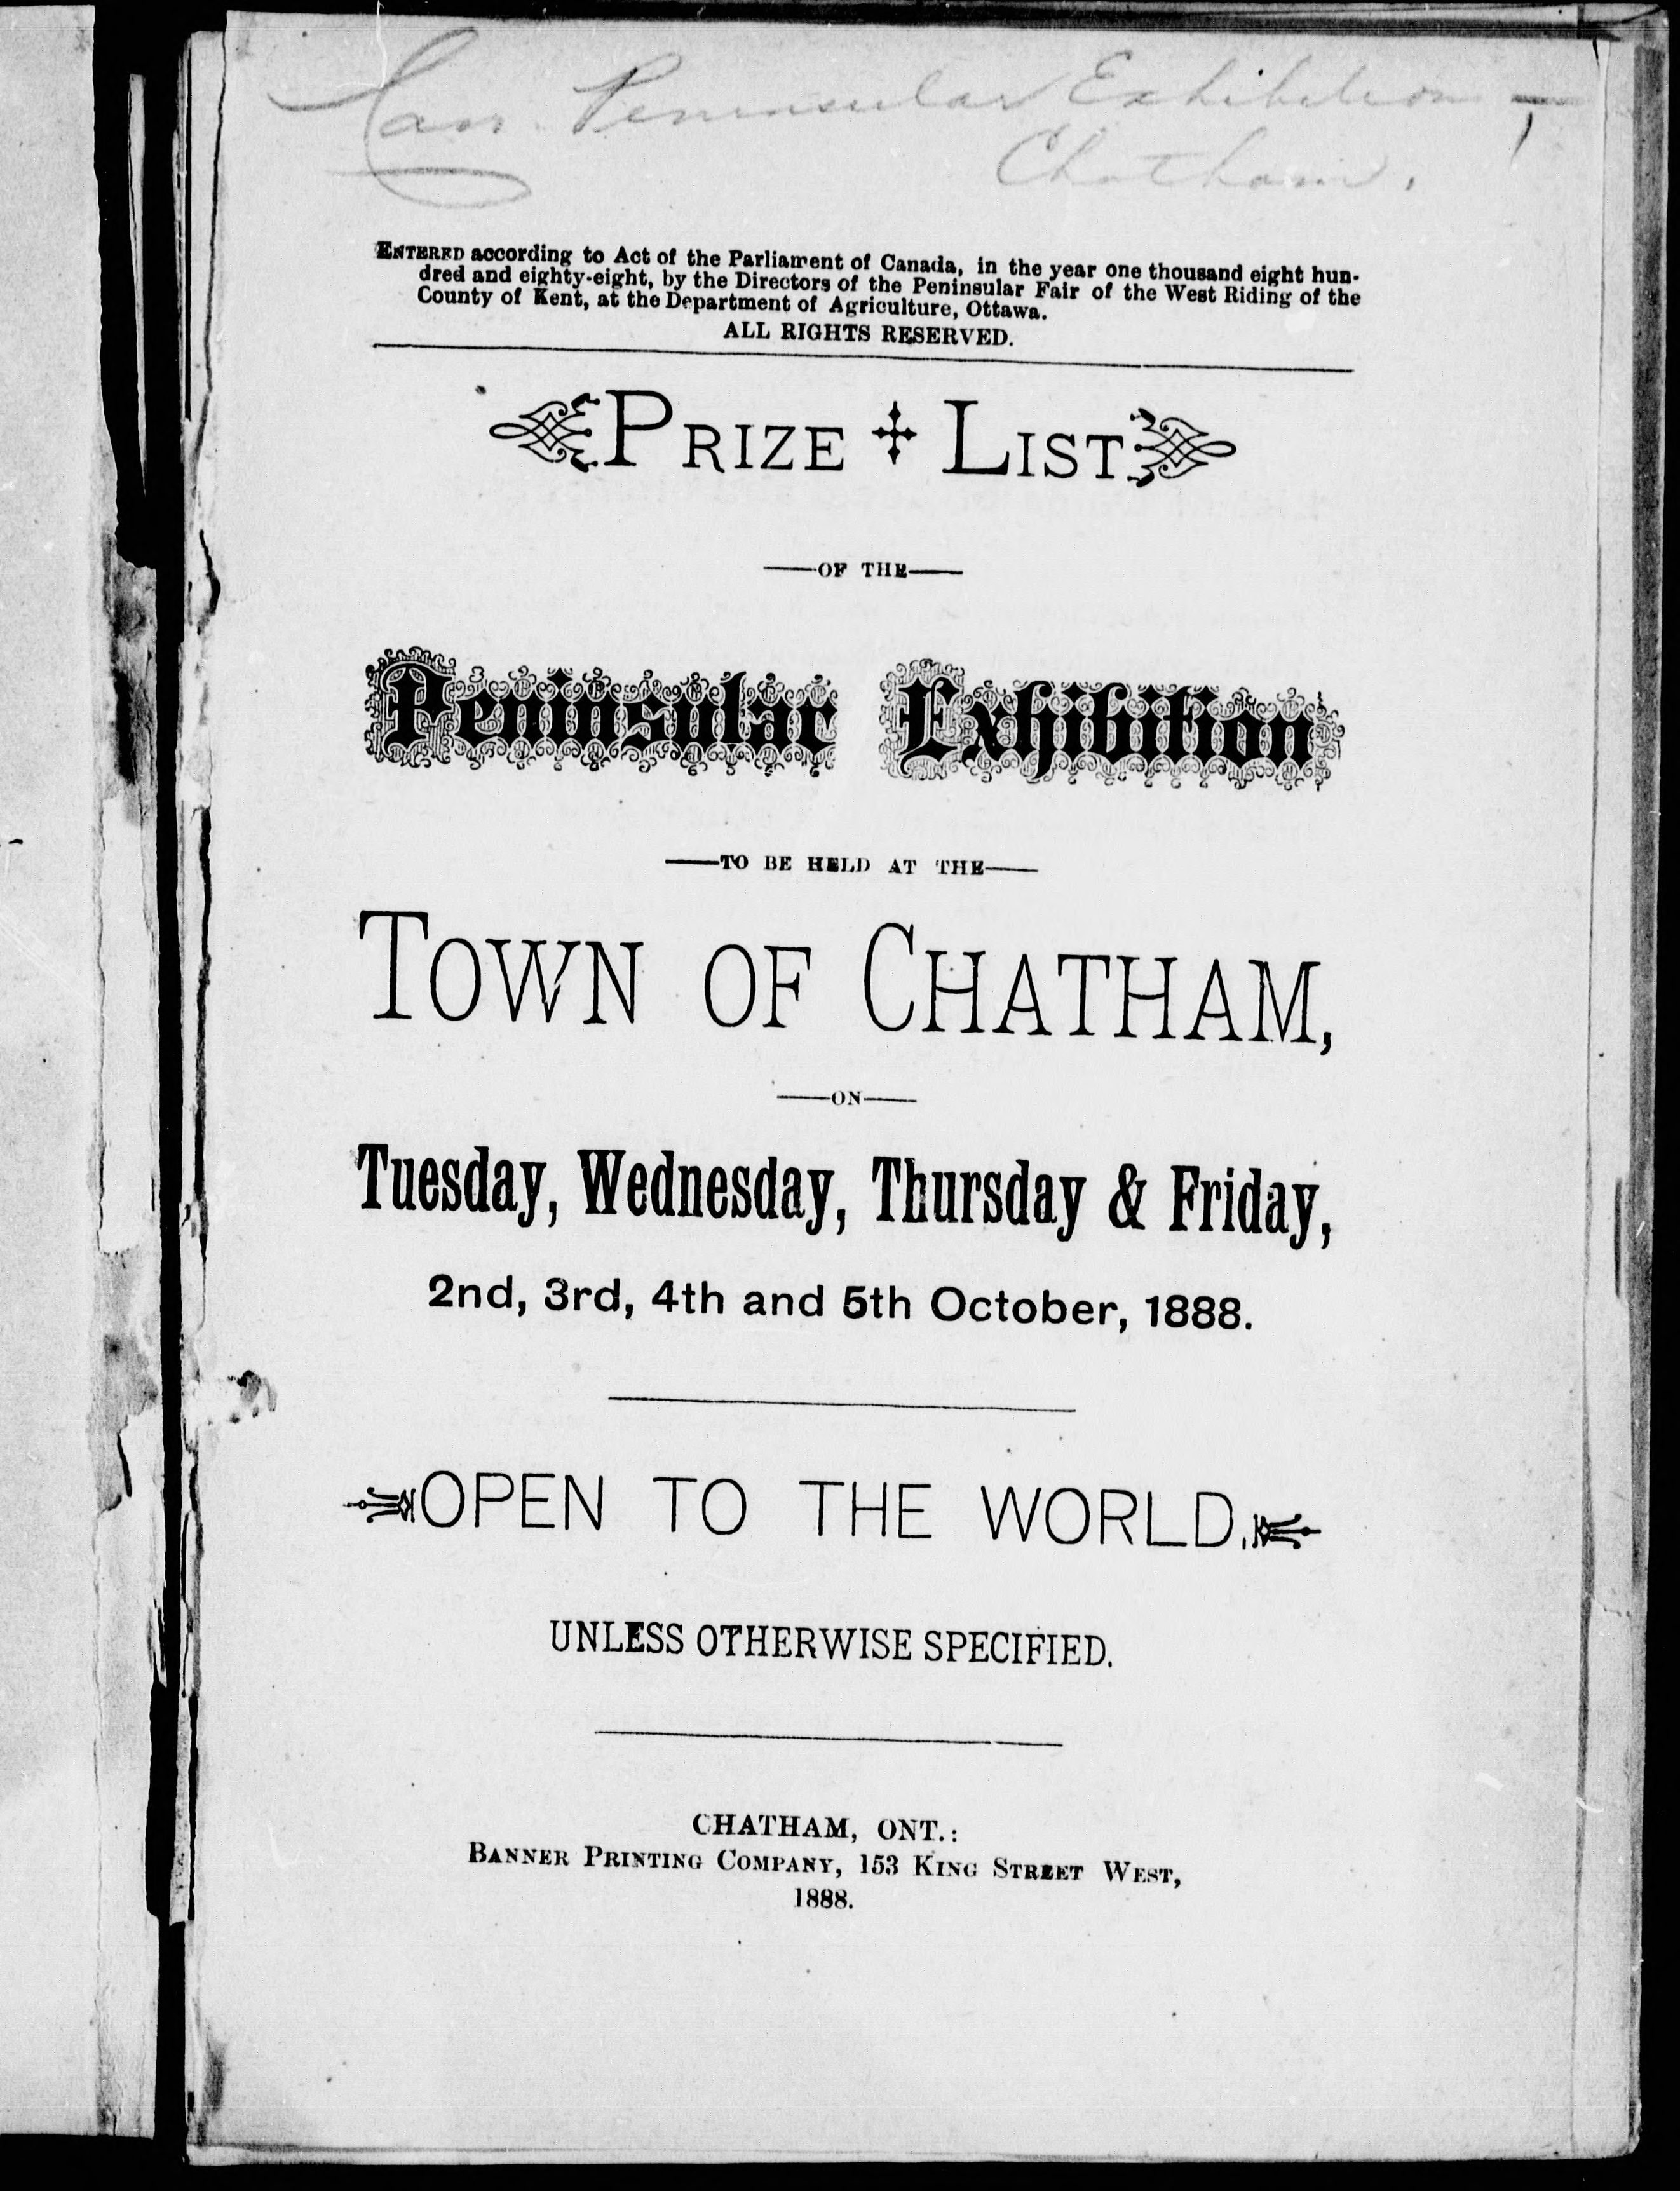 Can. Peninsular Exhibition -
Chatham.
ENTERED according to Act of the Parliament of Canada, in the year one thousand eight hun-
dred and eighty-eight, by the Directors of the Peninsular Fair of the West Riding of the
County of Kent, at the Department of Agriculture, Ottawa.
ALL RIGHTS RESERVED.
PRIZE LIST
OF THE
Peninsular Exhibition
TO BE HELD AT THE
TOWN OF CHATHAM,
ON
Tuesday, Wednesday, Thursday & Friday,
2nd, 3rd, 4th and 5th October, 1888.
OPEN TO THE WORLD,
UNLESS OTHERWISE SPECIFIED.
CHATHAM, ONT.:
BANNER PRINTING COMPANY, 153 KING STREET WEST,
1888.